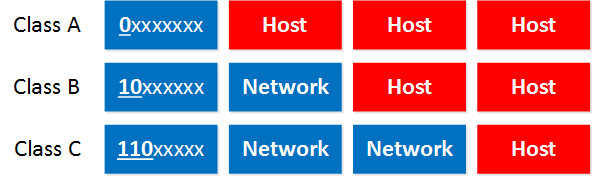 Class A 0xxxxxxx Host Host Host
Class B 10xxxxxx Network Host Host
Class C 110xxxxx Network Network Host